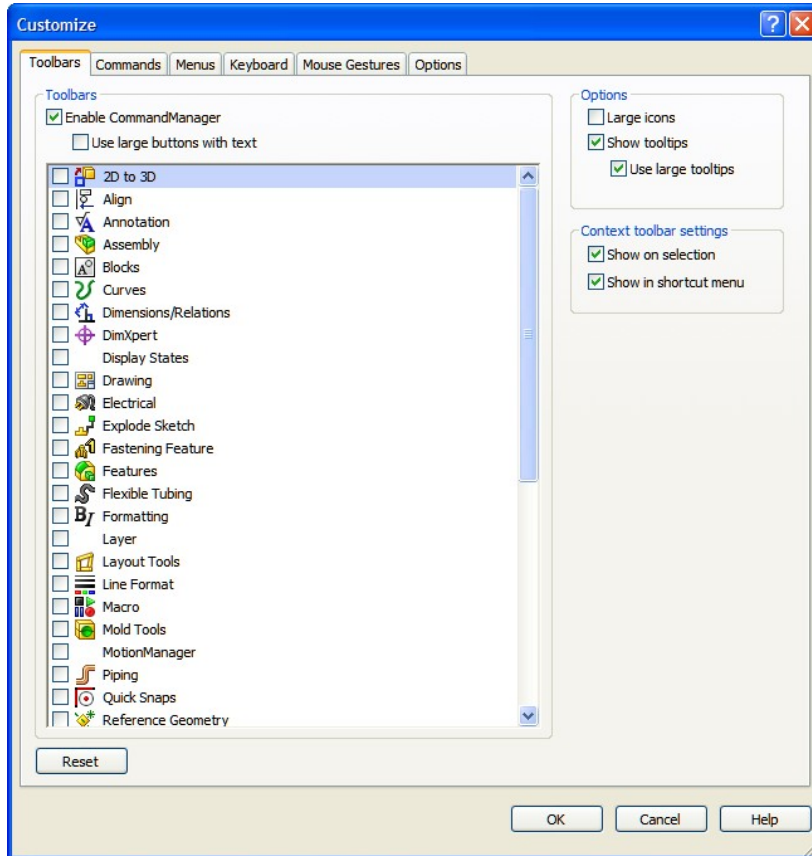 Customize
Toolbars Commands Menus Keyboard Mouse Gestures Options
Toolbars
Enable CommandManager
Use large buttons with text
2D to 3D
Align
Annotation
Assembly
Blocks
Curves
Dimensions/Relations
DimXpert
Display States
Drawing
Electrical
Explode Sketch
Fastening Feature
Features
Flexible Tubing
Formatting
Layer
Layout Tools
Line Format
Macro
Mold Tools
MotionManager
Piping
Quick Snaps
Reference Geometry
Reset
Options
Large icons
Show tooltips
Use large tooltips
Context toolbar settings
Show on selection
Show in shortcut menu
OK Cancel Help